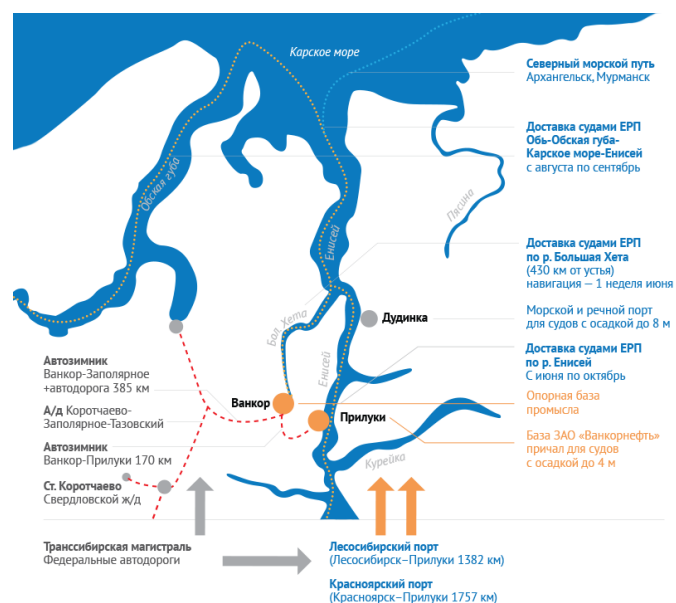 Карское море
Северный морской путь
Архангельск, Мурманск
Доставка судами ЕРП
Обь-Обская губа-
Карское море-Енисей
с августа по сентябрь
Обская губа
Пясина
Енисей
Доставка судами ЕРП
по р. Большая Хета
(430 км от устья)
навигация — 1 неделя июня
Бол. Хета
Дудинка
Морской и речной порт
для судов с осадкой до 8 м
Автозимник
Ванкор-Заполярное
+автодорога 385 км
Енисей
Доставка судами ЕРП
по р. Енисей
С июня по октябрь
А/д Коротчаево-
Заполярное-Тазовский
Ванкор
Прилуки
Опорная база
промысла
Автозимник
Ванкор-Прилуки 170 км
База ЗАО «Ванкорнефть»
причал для судов
с осадкой до 4 м
Курейка
Ст. Коротчаево
Свердловской ж/д
Транссибирская магистраль
Федеральные автодороги
Лесосибирский порт
(Лесосибирск–Прилуки 1382 км)
Красноярский порт
(Красноярск–Прилуки 1757 км)